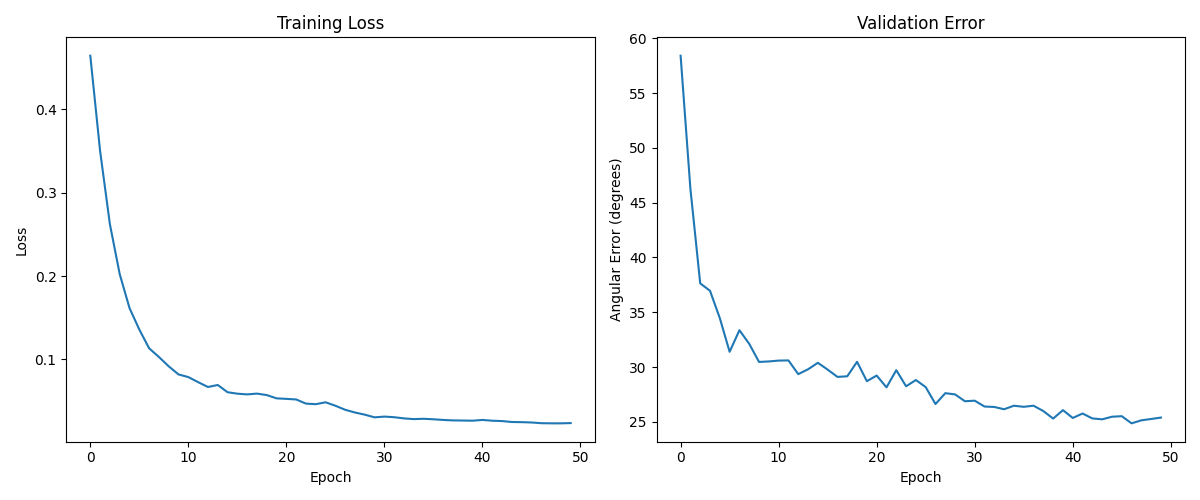 Training Loss
Loss
0.4
0.3
0.2
0.1
0 10 20 30 40 50
Epoch
Validation Error
Angular Error (degrees)
60
55
50
45
40
35
30
25
0 10 20 30 40 50
Epoch